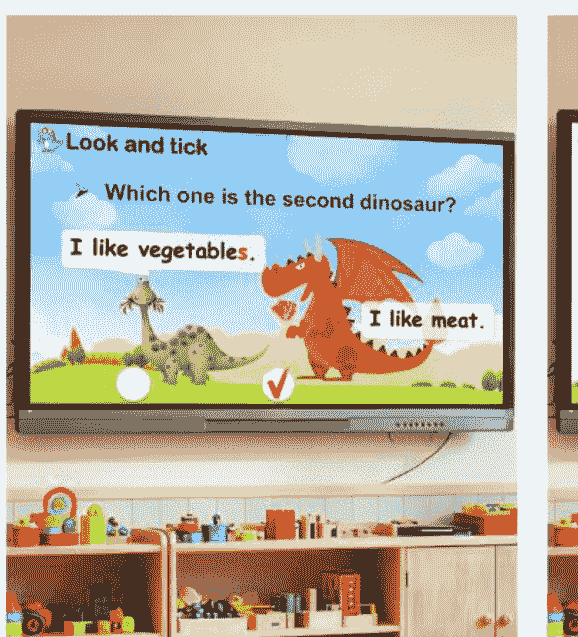 Look and tick
➢ Which one is the second dinosaur?
I like vegetables.
I like meat.